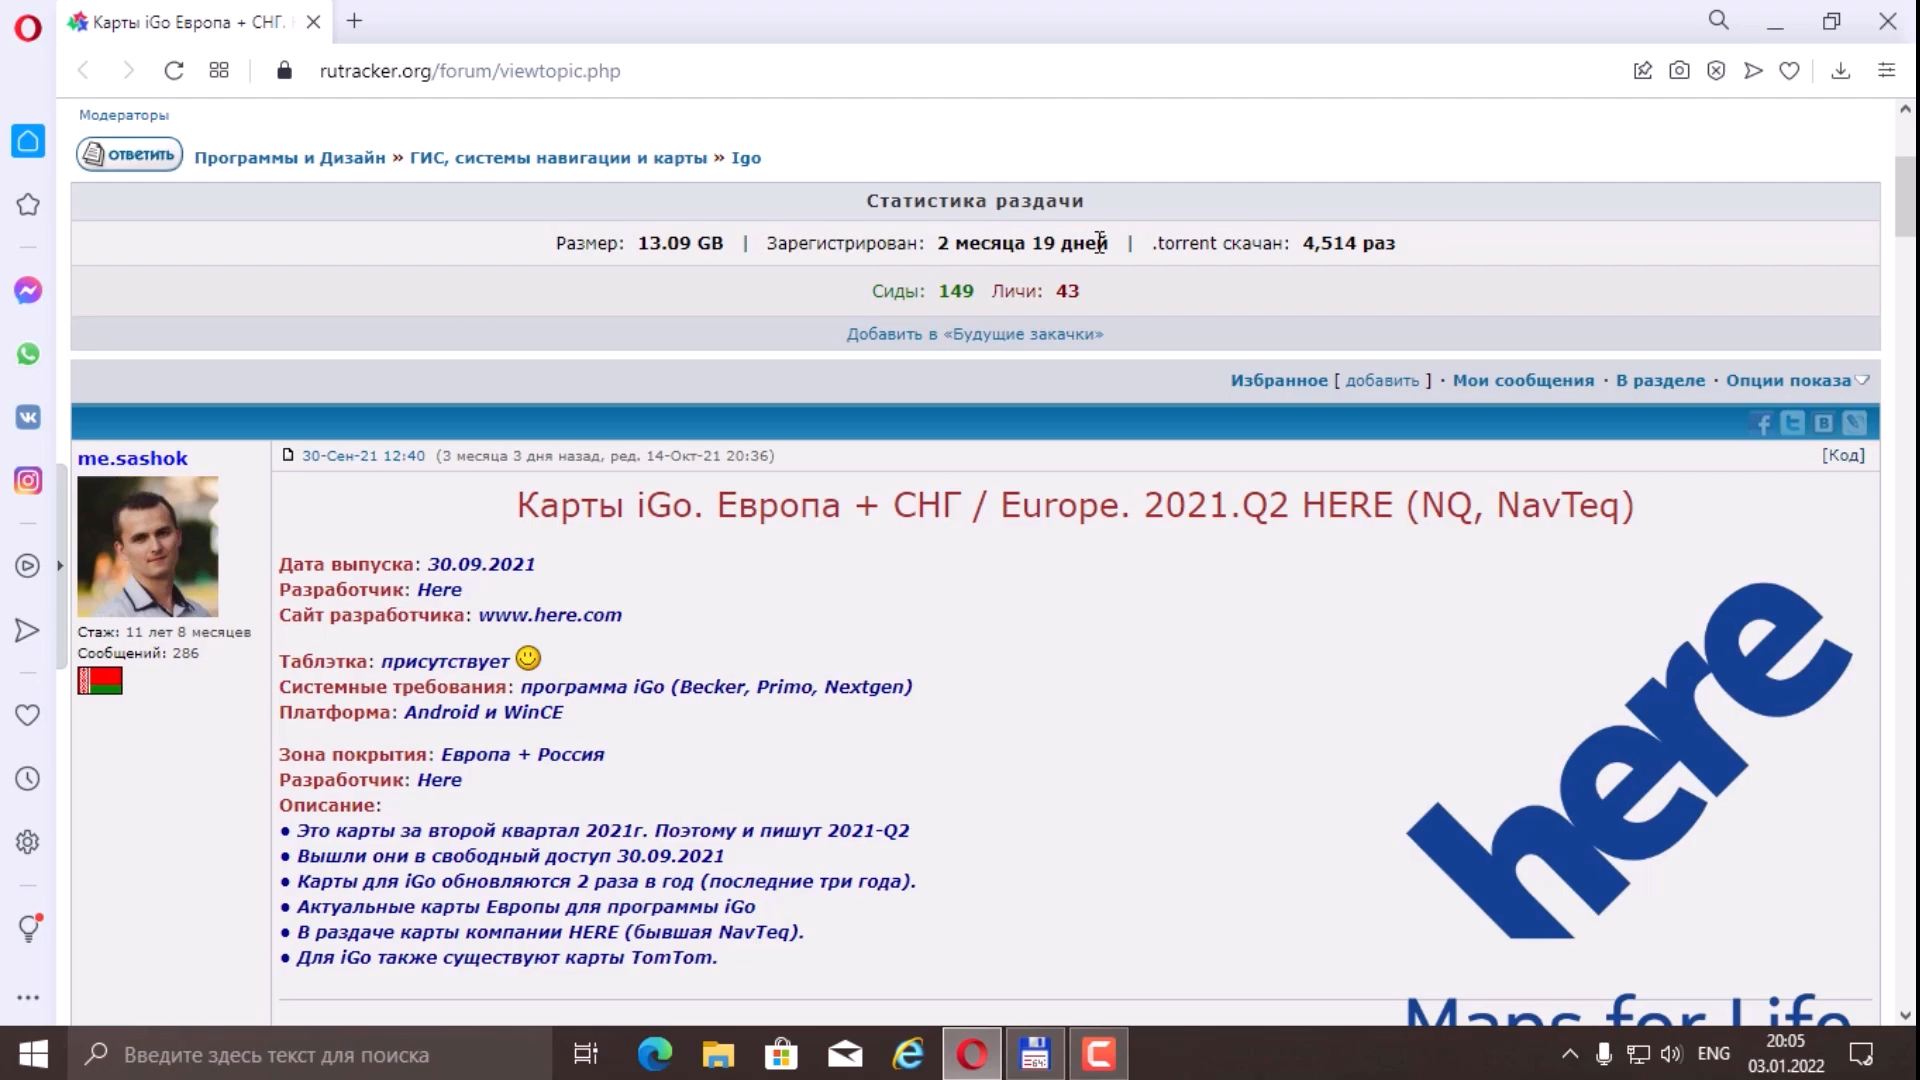 Карты iGo Европа + СНГ.
rutracker.org/forum/viewtopic.php
Модераторы
ответить
Программы и Дизайн » ГИС, системы навигации и карты » Igo
Статистика раздачи
Размер: 13.09 GB | Зарегистрирован: 2 месяца 19 дней | .torrent скачан: 4,514 раз
Сиды: 149 Личи: 43
Добавить в «Будущие закачки»
Избранное [ добавить ] · Мои сообщения · В разделе · Опции показа
me.sashok
30-Сен-21 12:40 (3 месяца 3 дня назад, ред. 14-Окт-21 20:36)
[Код]
Карты iGo. Европа + СНГ / Europe. 2021.Q2 HERE (NQ, NavTeq)
Дата выпуска: 30.09.2021
Разработчик: Here
Сайт разработчика: www.here.com
Стаж: 11 лет 8 месяцев
Сообщений: 286
Таблэтка: присутствует
Системные требования: программа iGo (Becker, Primo, Nextgen)
Платформа: Android и WinCE
Зона покрытия: Европа + Россия
Разработчик: Here
Описание:
● Это карты за второй квартал 2021г. Поэтому и пишут 2021-Q2
● Вышли они в свободный доступ 30.09.2021
● Карты для iGo обновляются 2 раза в год (последние три года).
● Актуальные карты Европы для программы iGo
● В раздаче карты компании HERE (бывшая NavTeq).
● Для iGo также существуют карты TomTom.
here
Maps for Life
Введите здесь текст для поиска
64
ENG
20:05
03.01.2022